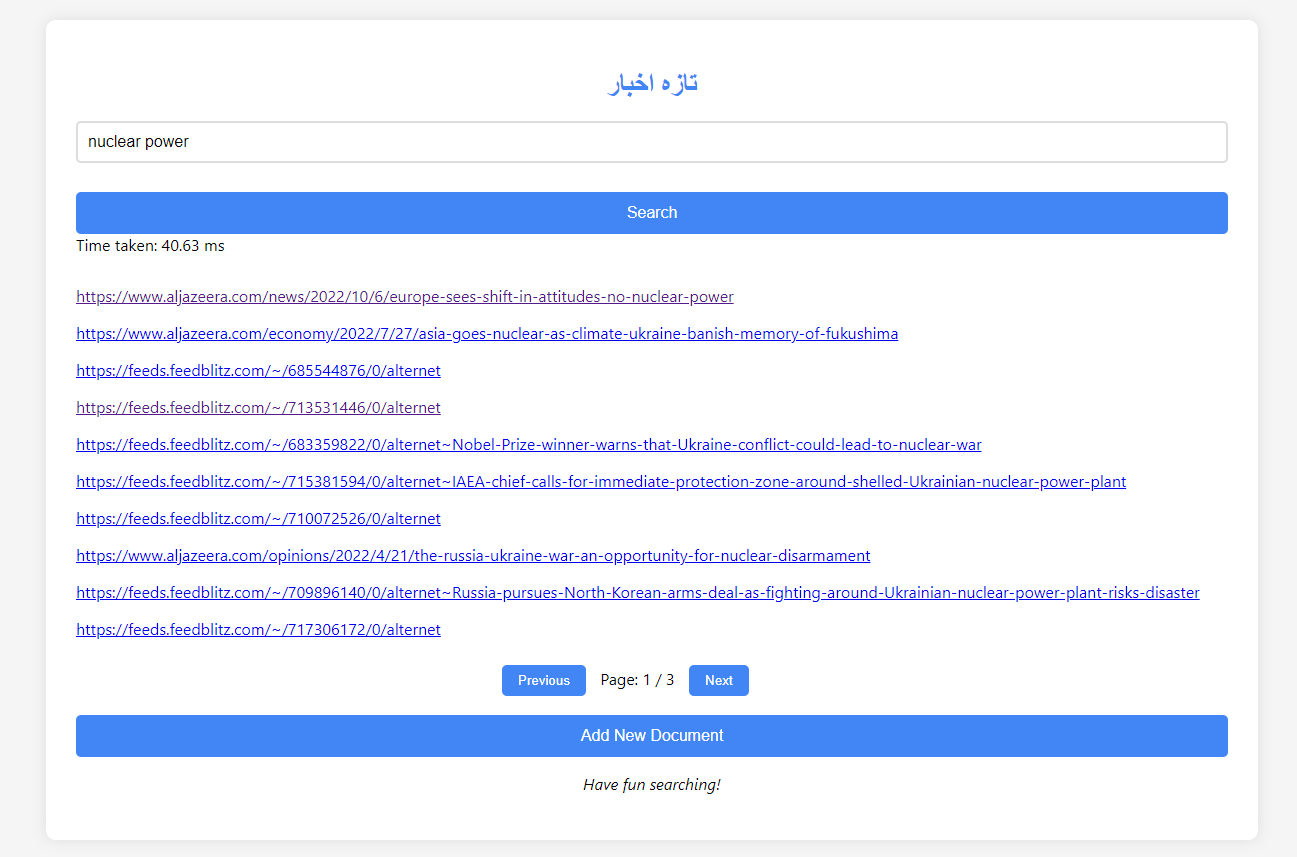 تازہ اخبار
nuclear power
Search
Time taken: 40.63 ms
https://www.aljazeera.com/news/2022/10/6/europe-sees-shift-in-attitudes-no-nuclear-power
https://www.aljazeera.com/economy/2022/7/27/asia-goes-nuclear-as-climate-ukraine-banish-memory-of-fukushima
https://feeds.feedblitz.com/~/685544876/0/alternet
https://feeds.feedblitz.com/~/713531446/0/alternet
https://feeds.feedblitz.com/~/683359822/0/alternet~Nobel-Prize-winner-warns-that-Ukraine-conflict-could-lead-to-nuclear-war
https://feeds.feedblitz.com/~/715381594/0/alternet~IAEA-chief-calls-for-immediate-protection-zone-around-shelled-Ukrainian-nuclear-power-plant
https://feeds.feedblitz.com/~/710072526/0/alternet
https://www.aljazeera.com/opinions/2022/4/21/the-russia-ukraine-war-an-opportunity-for-nuclear-disarmament
https://feeds.feedblitz.com/~/709896140/0/alternet~Russia-pursues-North-Korean-arms-deal-as-fighting-around-Ukrainian-nuclear-power-plant-risks-disaster
https://feeds.feedblitz.com/~/717306172/0/alternet
Previous Page: 1 / 3 Next
Add New Document
Have fun searching!